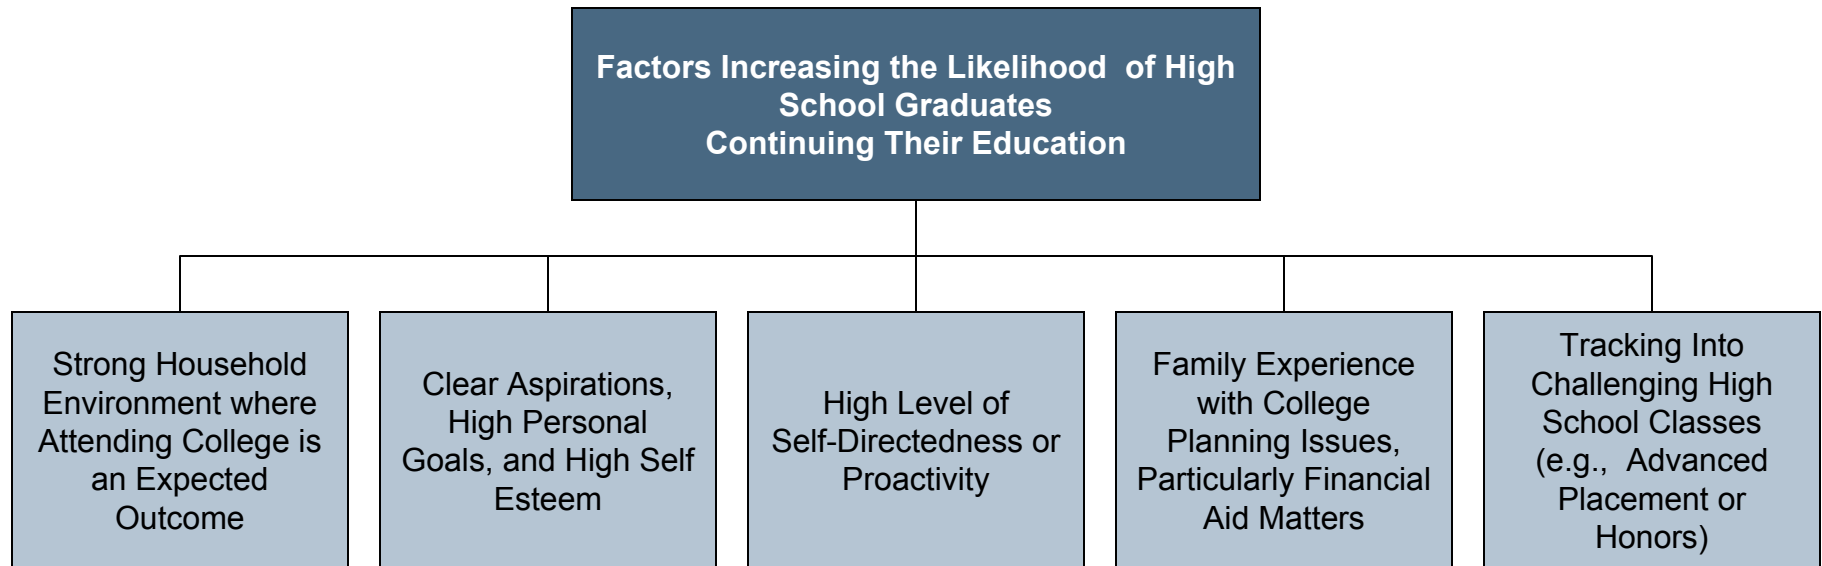 Factors Increasing the Likelihood  of High
School Graduates
Continuing Their Education
Strong Household
Environment where
Attending College is
an Expected
Outcome
Clear Aspirations,
High Personal
Goals, and High Self
Esteem
High Level of
Self-Directedness or
Proactivity
Family Experience
with College
Planning Issues,
Particularly Financial
Aid Matters
Tracking Into
Challenging High
School Classes
(e.g.,  Advanced
Placement or
Honors)